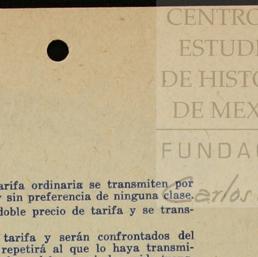 CENTRO
ESTUDI
DE HISTO
DE MEX
FUNDAC
Carlos
arifa ordinaria se transmiten por
sin preferencia de ninguna clase.
doble precio de tarifa y se trans-
tarifa y serán confrontados del
repetirá al que lo haya transmi-